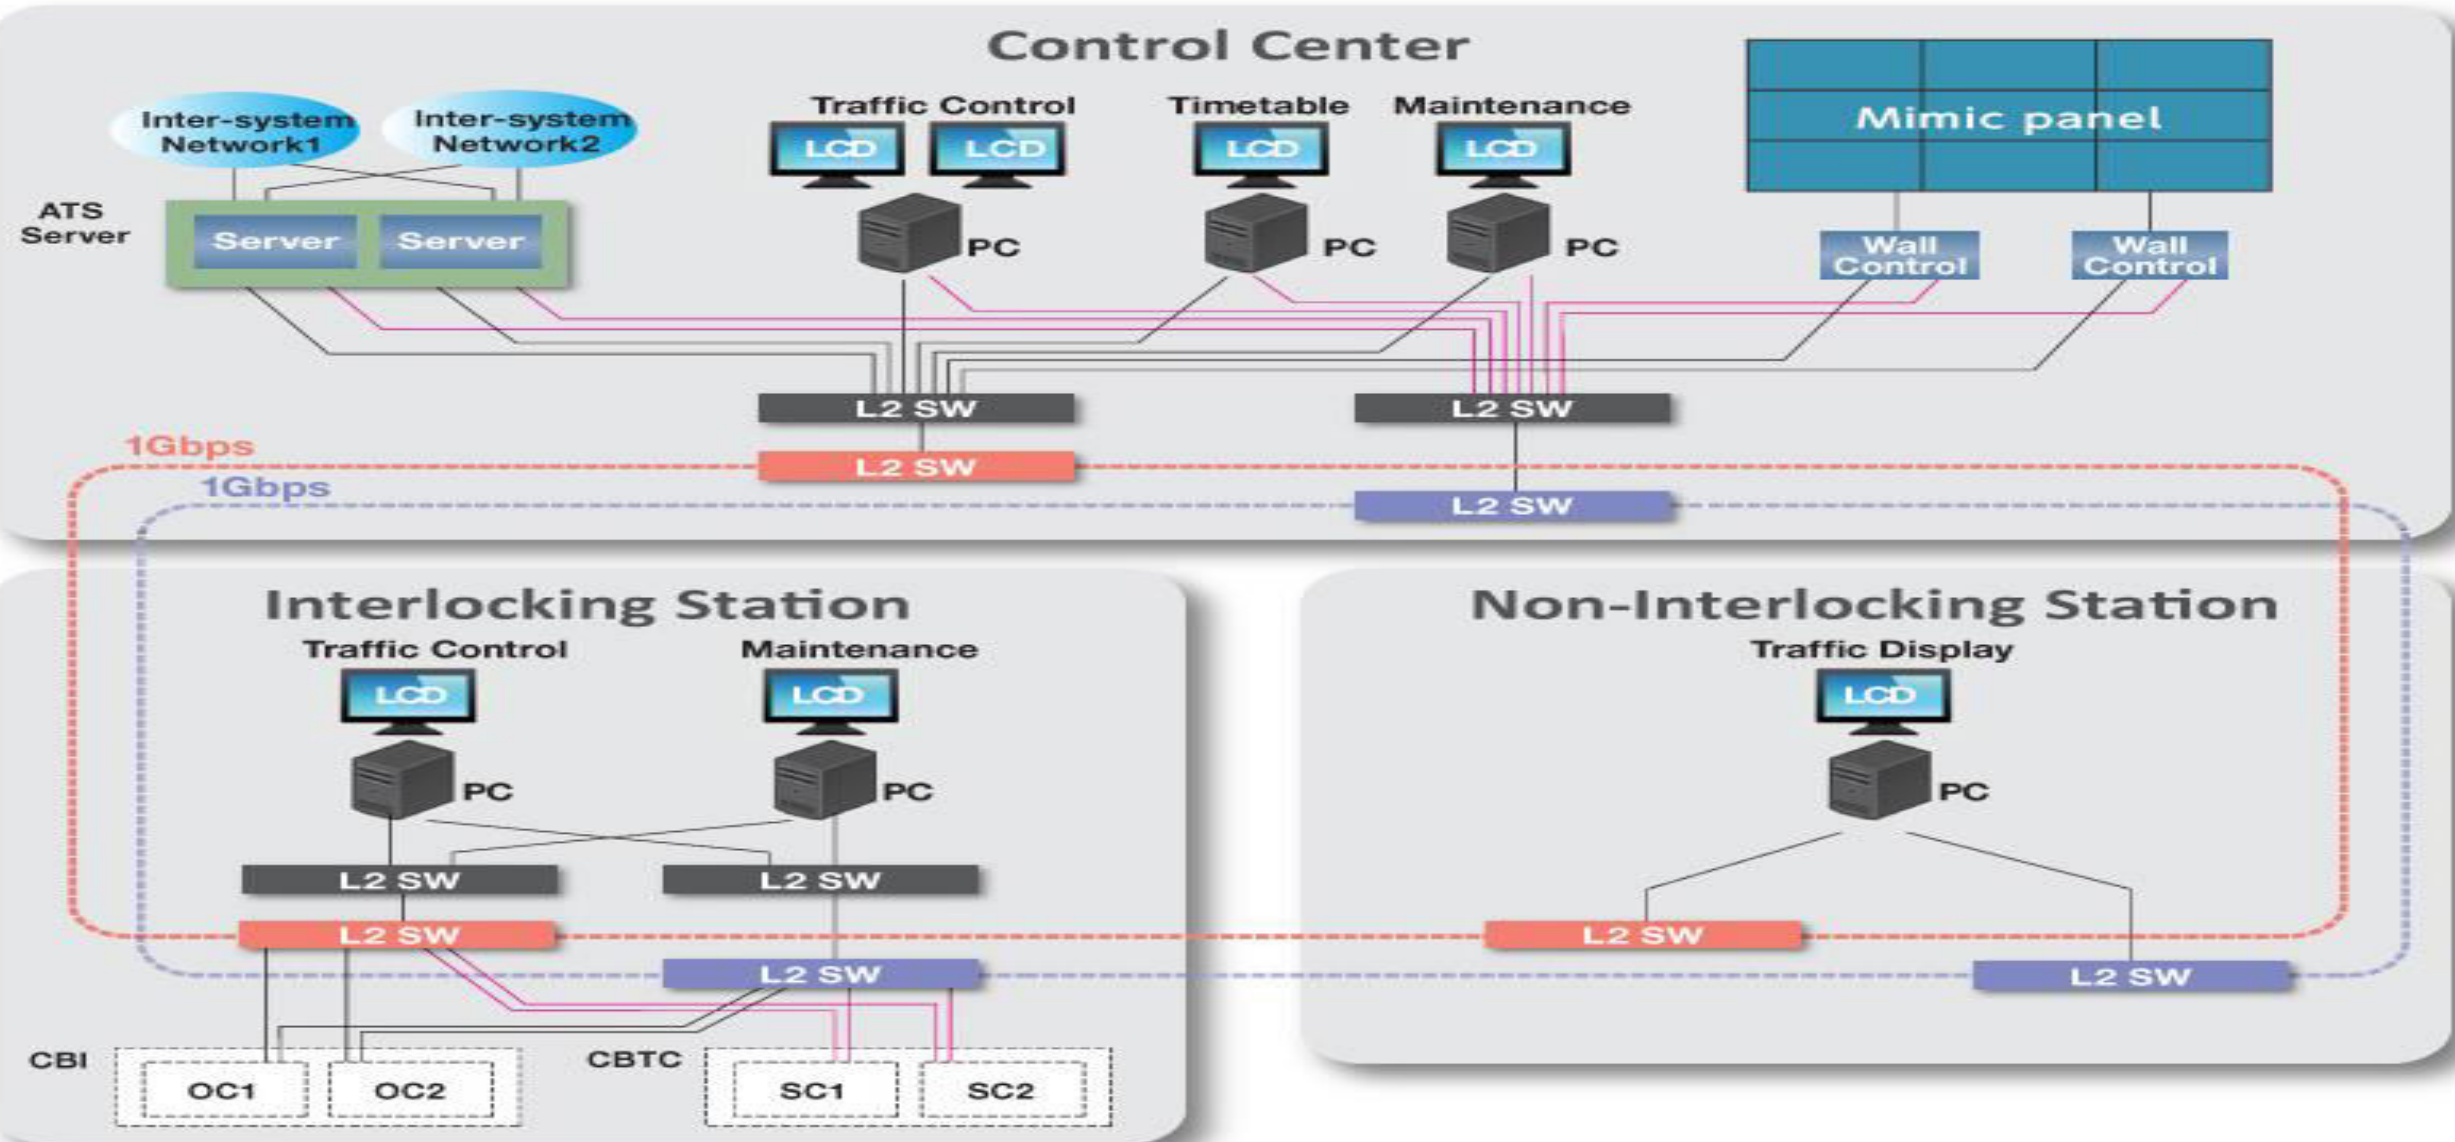 Control Center
Inter-system
Network1
Inter-system
Network2
Traffic Control
Timetable
Maintenance
LCD
LCD
LCD
LCD
Mimic panel
ATS
Server
Server
Server
PC
PC
PC
Wall
Control
Wall
Control
L2 SW
L2 SW
1Gbps
L2 SW
1Gbps
L2 SW
Interlocking Station
Traffic Control
Maintenance
LCD
LCD
PC
PC
L2 SW
L2 SW
L2 SW
L2 SW
CBI
OC1
OC2
CBTC
SC1
SC2
Non-Interlocking Station
Traffic Display
LCD
PC
L2 SW
L2 SW